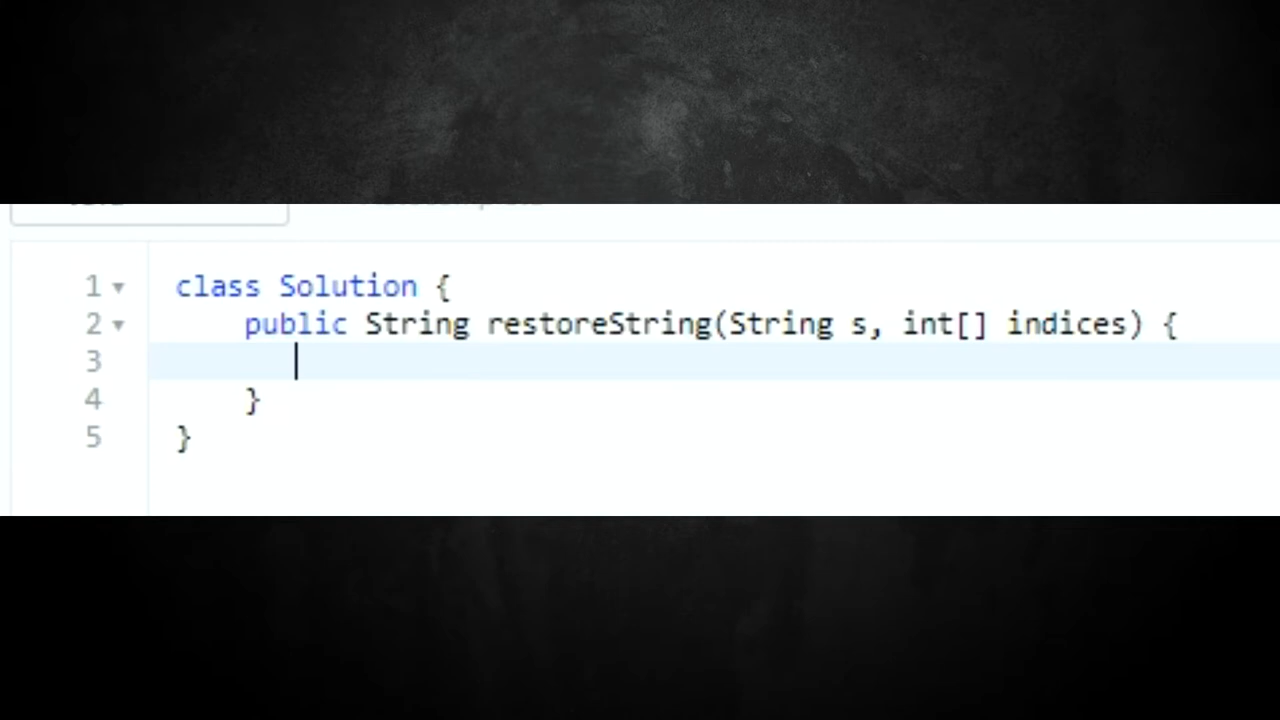 1 class Solution {
2 public String restoreString(String s, int[] indices) {
3
4 }
5 }